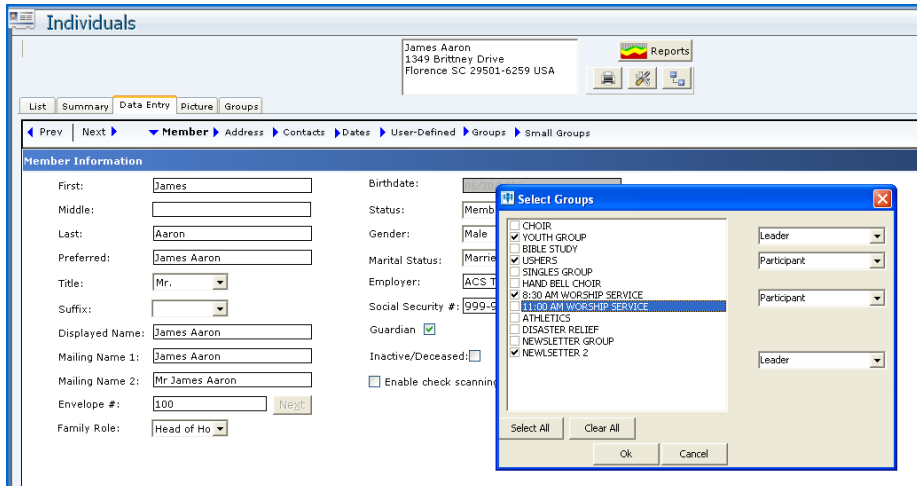 Individuals
James Aaron
1349 Brittney Drive
Florence SC 29501-6259 USA
Reports
List Summary Data Entry Picture Groups
Prev Next Member Address Contacts Dates User-Defined Groups Small Groups
Member Information
First: James
Middle:
Last: Aaron
Preferred: James Aaron
Title: Mr.
Suffix:
Displayed Name: James Aaron
Mailing Name 1: James Aaron
Mailing Name 2: Mr James Aaron
Envelope #: 100 Next
Family Role: Head of Ho
Birthdate:
Status: Memb
Gender: Male
Marital Status: Marrie
Employer: ACS T
Social Security #: 999-9
Guardian
Inactive/Deceased:
Enable check scanning
Select Groups
CHOIR
YOUTH GROUP Leader
BIBLE STUDY
USHERS Participant
SINGLES GROUP
HAND BELL CHOIR
8:30 AM WORSHIP SERVICE Participant
11:00 AM WORSHIP SERVICE
ATHLETICS
DISASTER RELIEF
NEWSLETTER GROUP
NEWLSETTER 2 Leader
Select All Clear All
Ok Cancel